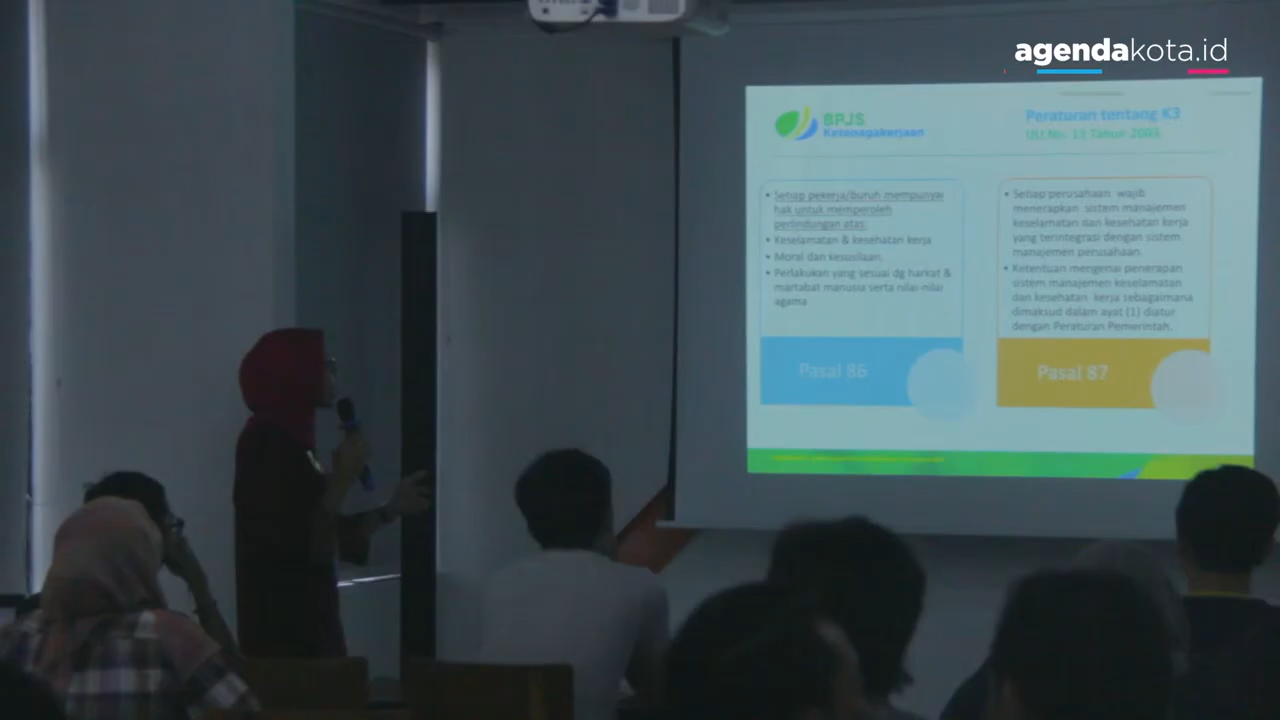 agendakota.id
BPJS
Ketenagakerjaan
Peraturan tentang K3
UU No. 13 Tahun 2003
• Setiap pekerja/buruh mempunyai
hak untuk memperoleh
perlindungan atas:
• Keselamatan & kesehatan kerja
• Moral dan kesusilaan.
• Perlakuan yang sesuai dg harkat &
martabat manusia serta nilai-nilai
agama
Pasal 86
• Setiap perusahaan wajib
menerapkan sistem manajemen
keselamatan dan kesehatan kerja
yang terintegrasi dengan sistem
manajemen perusahaan.
• Ketentuan mengenai penerapan
sistem manajemen keselamatan
dan kesehatan kerja sebagaimana
dimaksud dalam ayat (1) diatur
dengan Peraturan Pemerintah.
Pasal 87